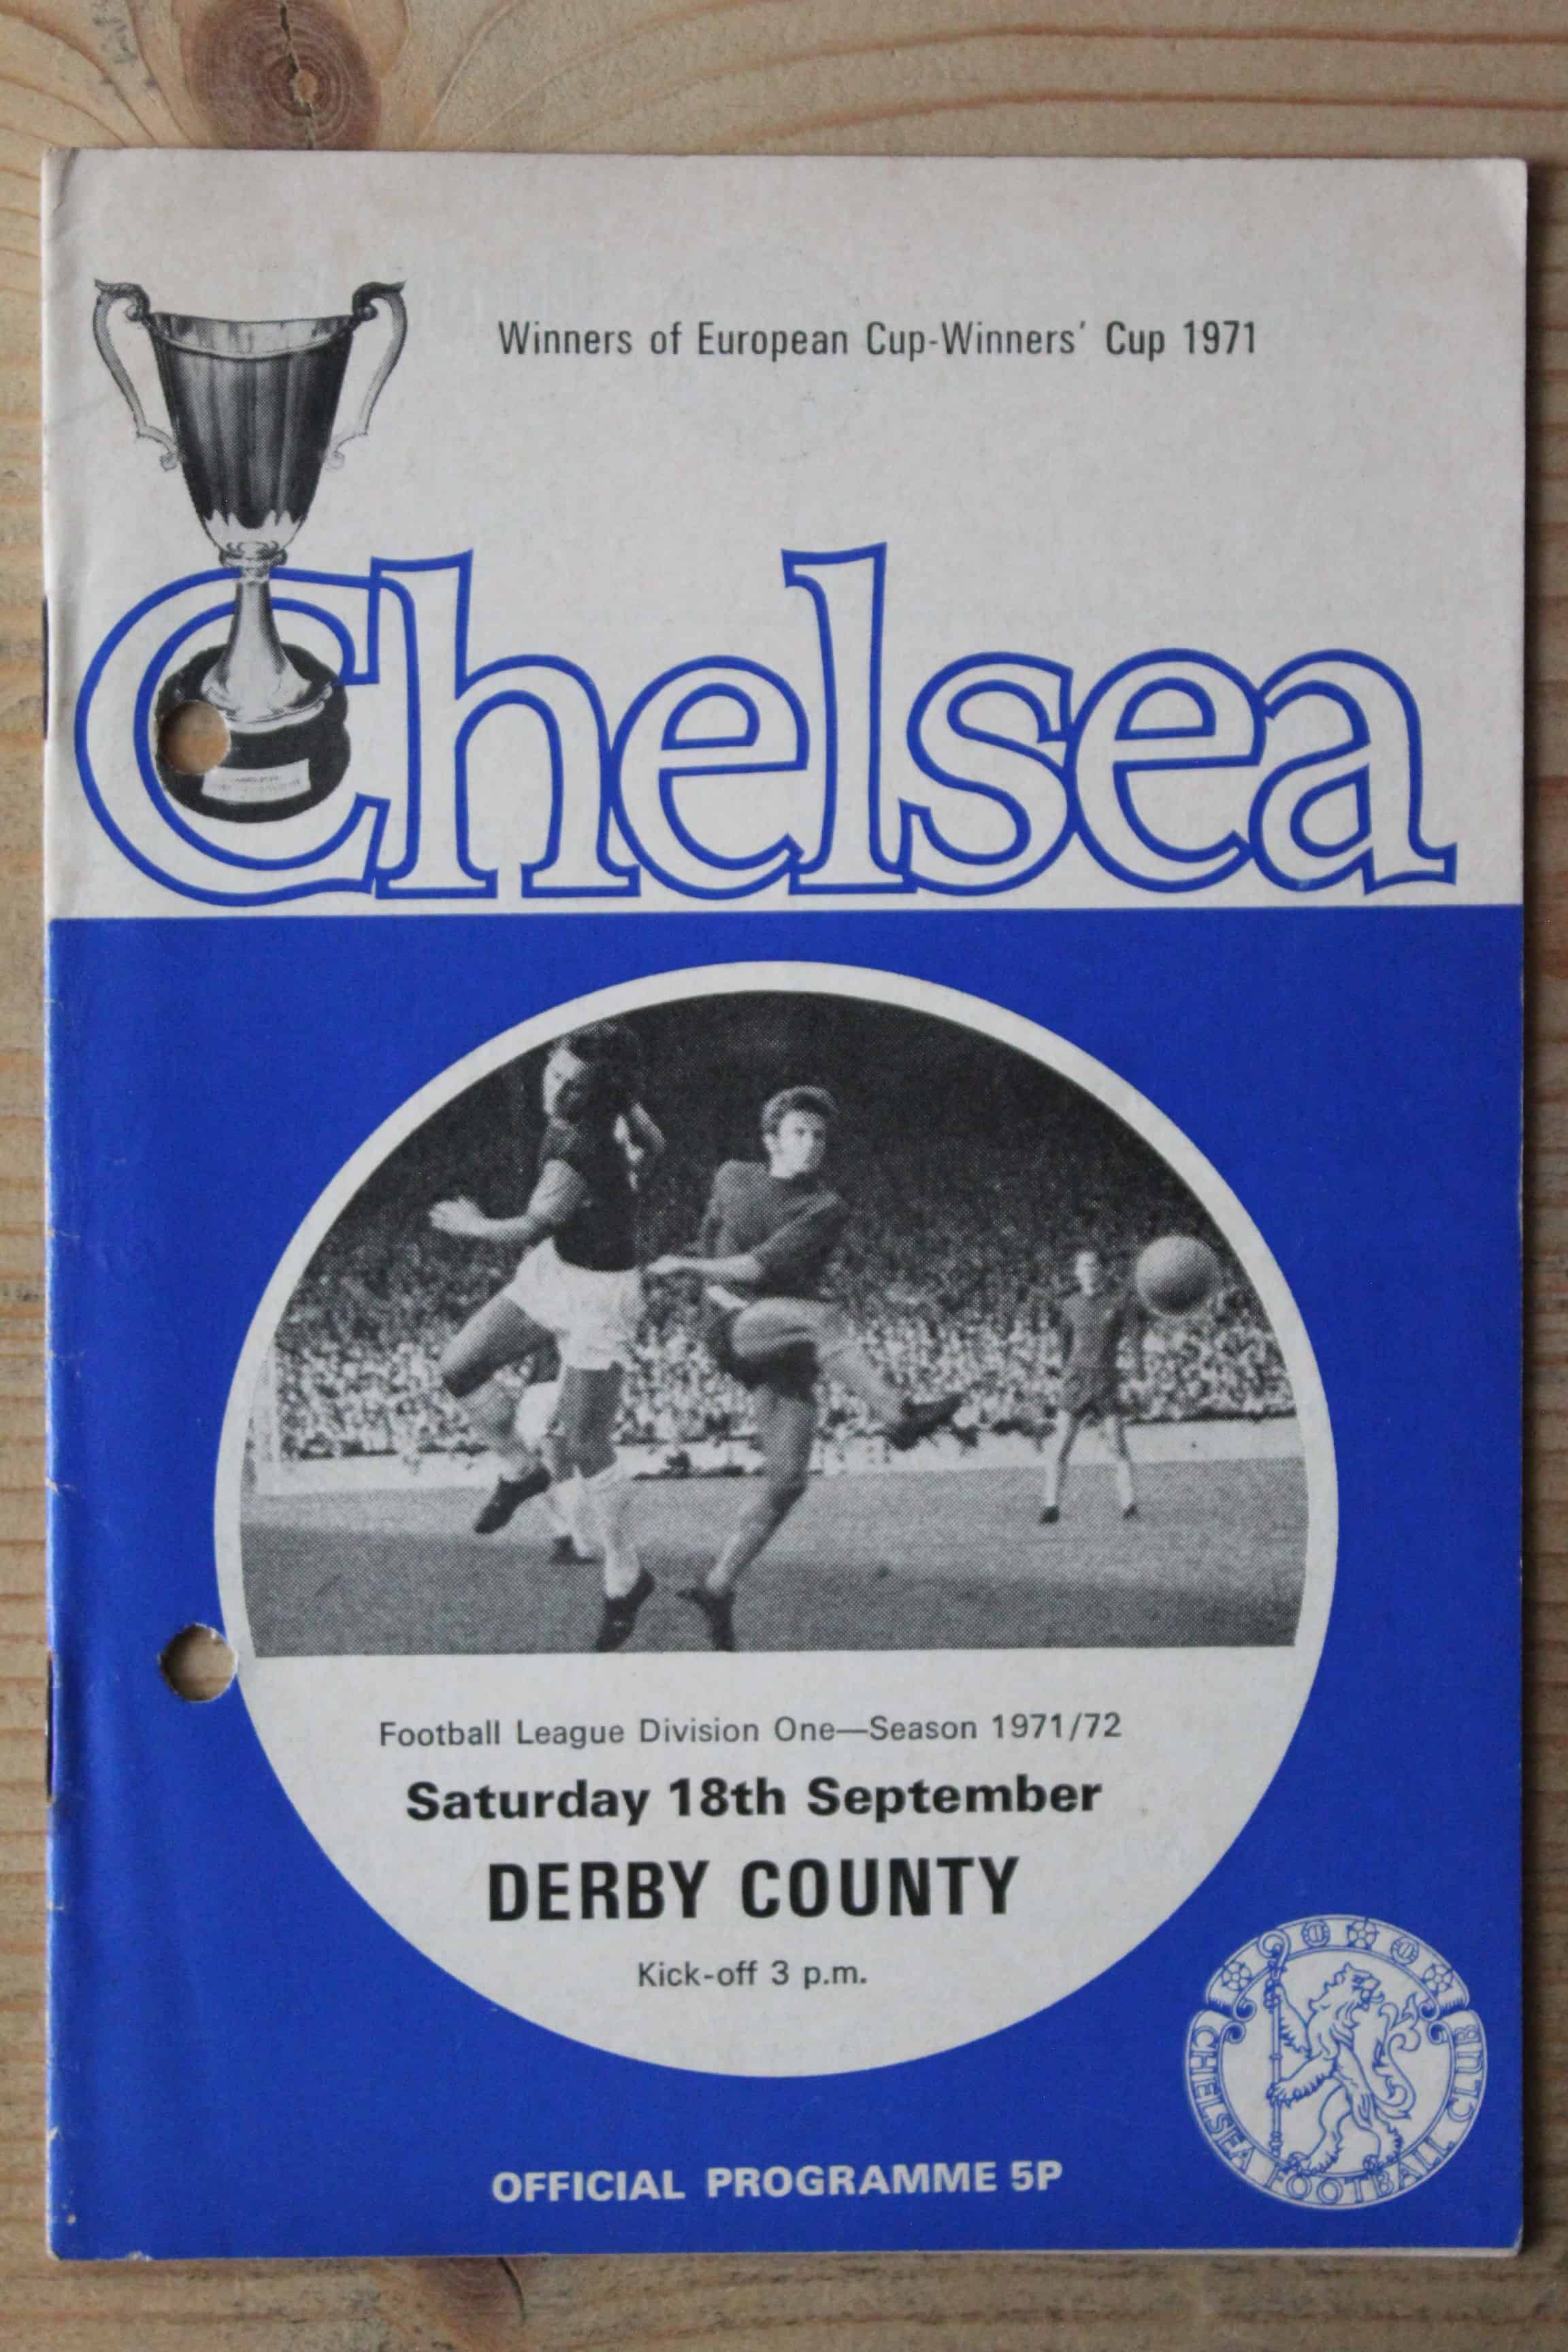 Winners of European Cup-Winners' Cup 1971
Chelsea
Football League Division One—Season 1971/72
Saturday 18th September
DERBY COUNTY
Kick-off 3 p.m.
CHELSEA FOOTBALL CLUB
OFFICIAL PROGRAMME 5P